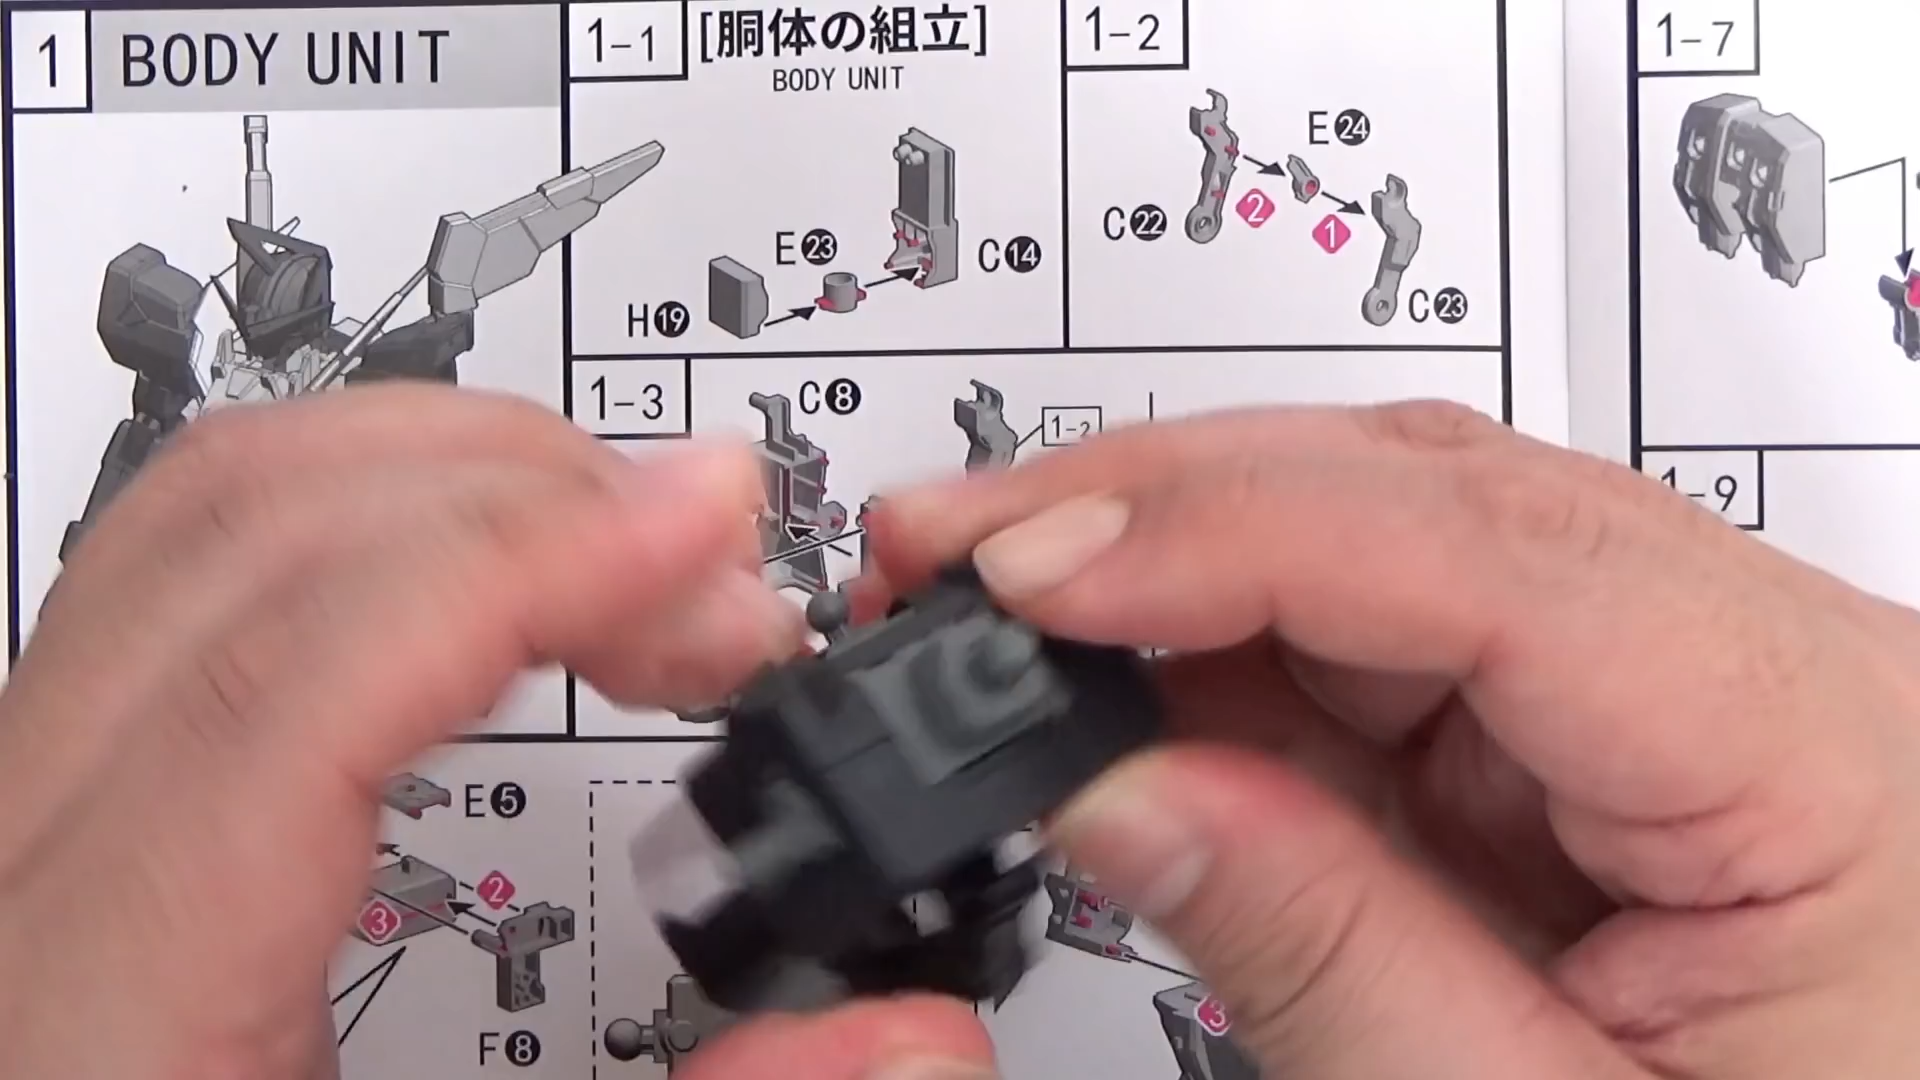 1 BODY UNIT
1-1 [胴体の組立]
BODY UNIT
E23
C14
H19
1-2
E24
C22
2
1
C23
1-3
C8
1-2
1-7
1-9
E5
2
3
F8
3